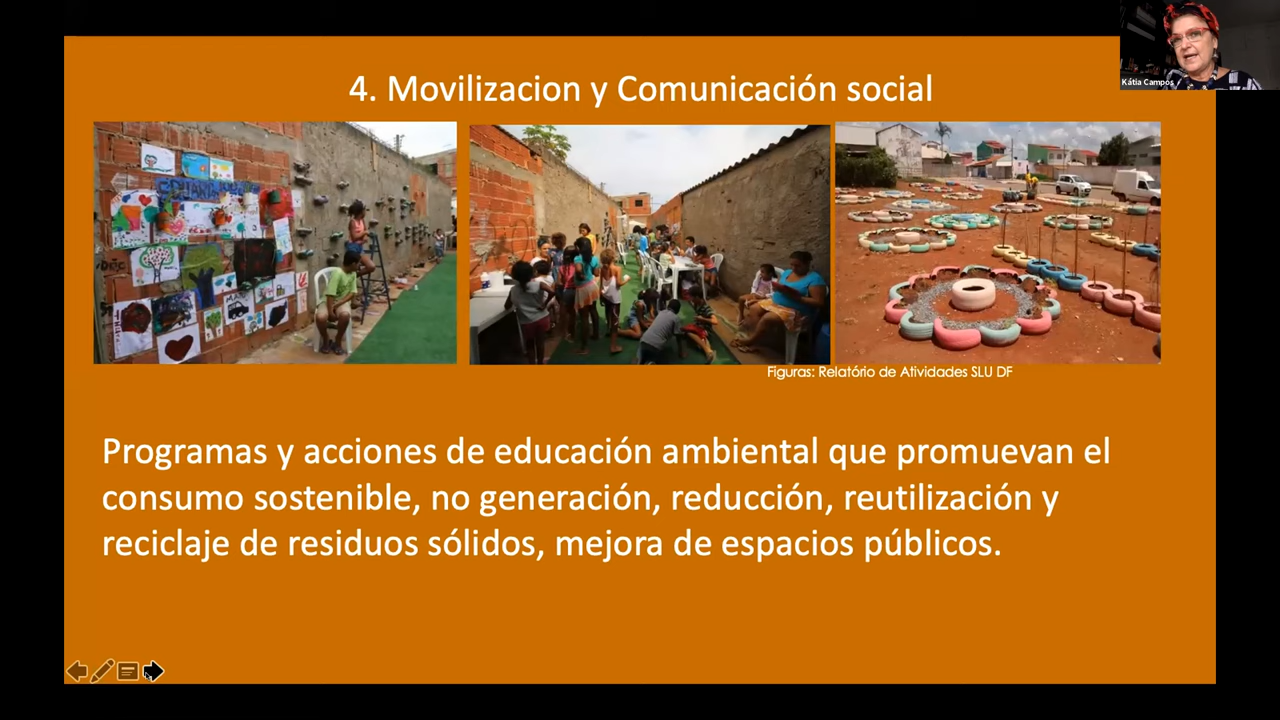 4. Movilizacion y Comunicación social
Kátia Campos
Figuras: Relatório de Atividades SLU DF
Programas y acciones de educación ambiental que promuevan el
consumo sostenible, no generación, reducción, reutilización y
reciclaje de residuos sólidos, mejora de espacios públicos.